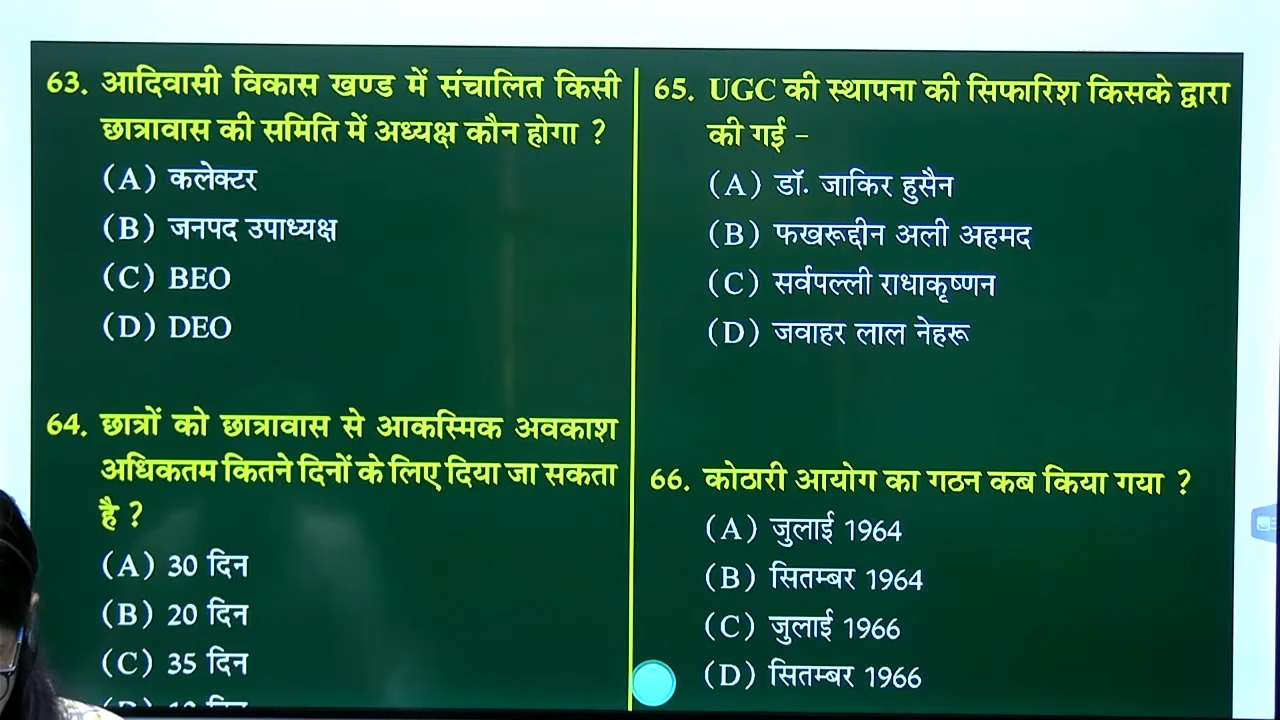 63. आदिवासी विकास खण्ड में संचालित किसी
छात्रावास की समिति में अध्यक्ष कौन होगा ?
(A) कलेक्टर
(B) जनपद उपाध्यक्ष
(C) BEO
(D) DEO
64. छात्रों को छात्रावास से आकस्मिक अवकाश
अधिकतम कितने दिनों के लिए दिया जा सकता
है ?
(A) 30 दिन
(B) 20 दिन
(C) 35 दिन
65. UGC की स्थापना की सिफारिश किसके द्वारा
की गई -
(A) डॉ. जाकिर हुसैन
(B) फखरूद्दीन अली अहमद
(C) सर्वपल्ली राधाकृष्णन
(D) जवाहर लाल नेहरू
66. कोठारी आयोग का गठन कब किया गया ?
(A) जुलाई 1964
(B) सितम्बर 1964
(C) जुलाई 1966
(D) सितम्बर 1966